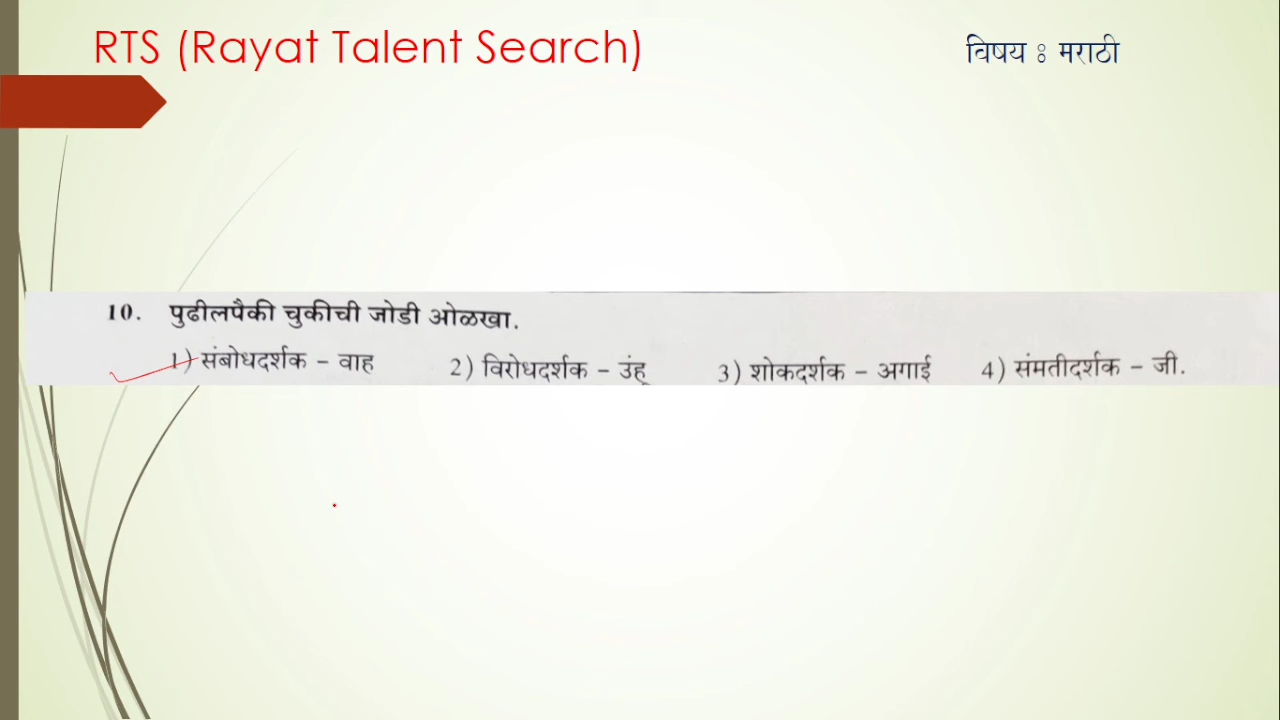 RTS (Rayat Talent Search)
विषय : मराठी
10. पुढीलपैकी चुकीची जोडी ओळखा.
1) संबोधदर्शक – वाह 2) विरोधदर्शक – उंहू 3) शोकदर्शक – अगाई 4) संमतीदर्शक – जी.